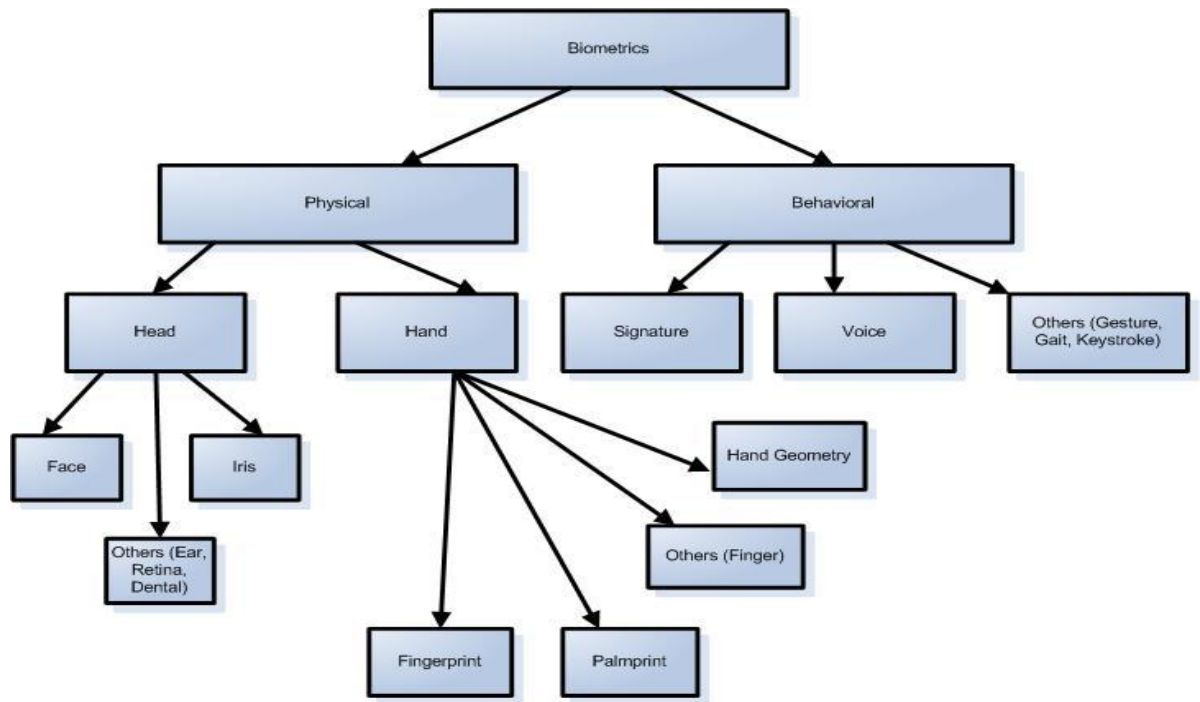 Biometrics
Physical
Behavioral
Head
Hand
Signature
Voice
Others (Gesture,
Gait, Keystroke)
Face
Iris
Hand Geometry
Others (Ear,
Retina,
Dental)
Others (Finger)
Fingerprint
Palmprint